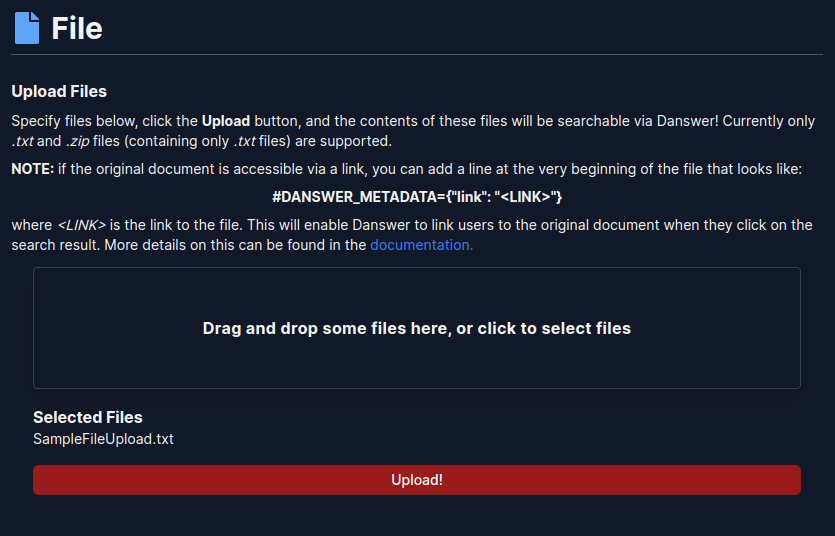 File
Upload Files
Specify files below, click the Upload button, and the contents of these files will be searchable via Danswer! Currently only
.txt and .zip files (containing only .txt files) are supported.
NOTE: if the original document is accessible via a link, you can add a line at the very beginning of the file that looks like:
#DANSWER_METADATA={"link": "<LINK>"}
where <LINK> is the link to the file. This will enable Danswer to link users to the original document when they click on the
search result. More details on this can be found in the documentation.
Drag and drop some files here, or click to select files
Selected Files
SampleFileUpload.txt
Upload!